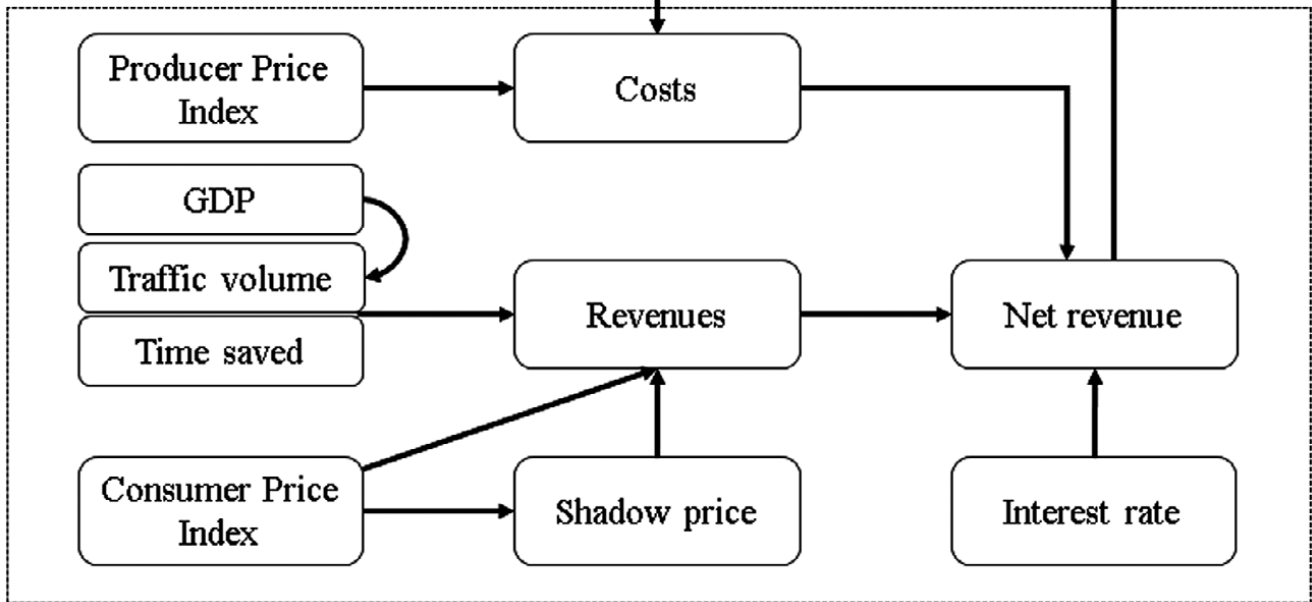 Producer Price
Index
Costs
GDP
Traffic volume
Time saved
Revenues
Net revenue
Consumer Price
Index
Shadow price
Interest rate